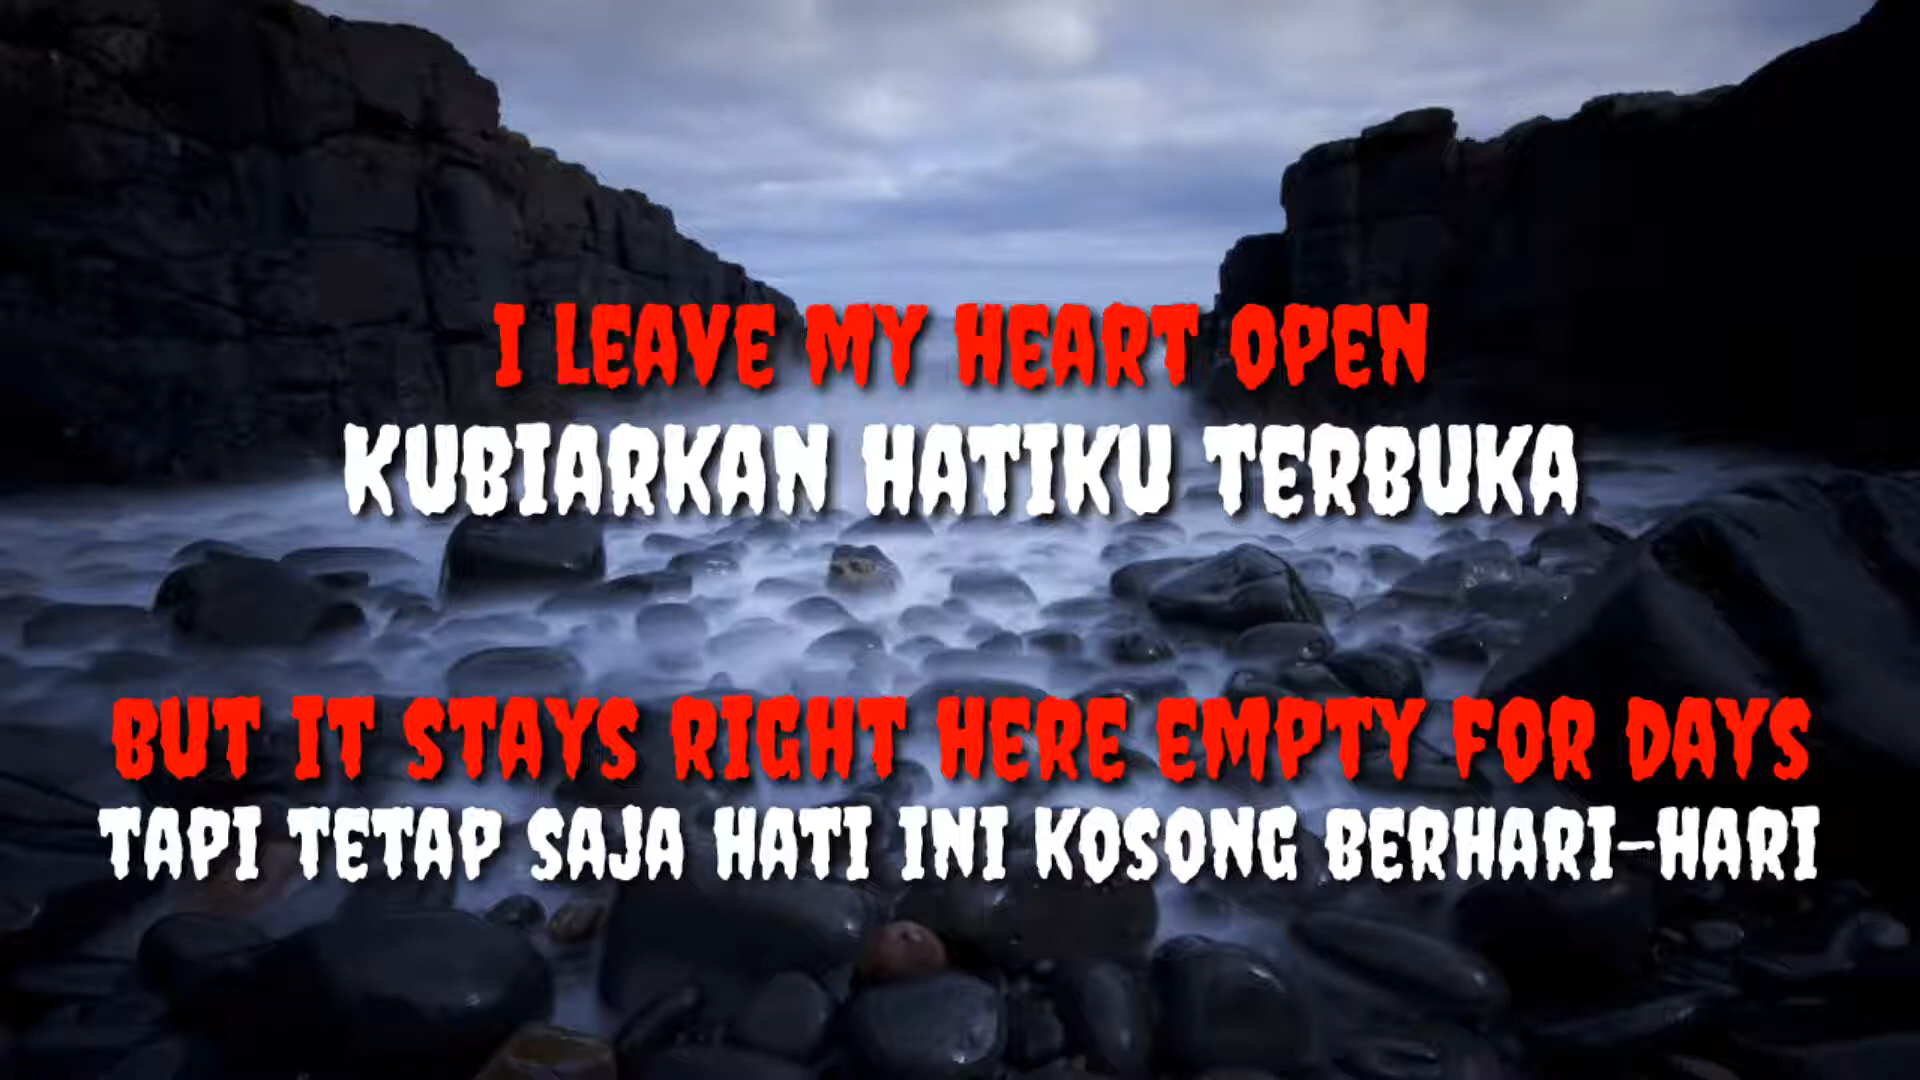 I LEAVE MY HEART OPEN
KUBIARKAN HATIKU TERBUKA
BUT IT STAYS RIGHT HERE EMPTY FOR DAYS
TAPI TETAP SAJA HATI INI KOSONG BERHARI-HARI